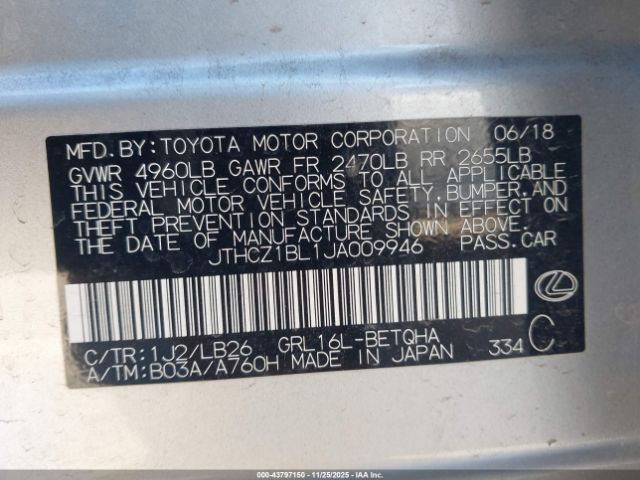 MFD.BY:TOYOTA MOTOR CORPORATION 06/18
GVWR 4960LB GAWR FR 2470LB RR 2655LB
THIS VEHICLE CONFORMS TO ALL APPLICABLE
FEDERAL MOTOR VEHICLE SAFETY,BUMPER,AND
THEFT PREVENTION STANDARDS IN EFFECT ON
THE DATE OF MANUFACTURE SHOWN ABOVE.
JTHCZ1BL1JA009946 PASS.CAR
C/TR:1J2/LB26 GRL16L-BETQHA
A/TM:B03A/A760H MADE IN JAPAN 334 C
000-43797150 - 11/25/2025 - IAA Inc.